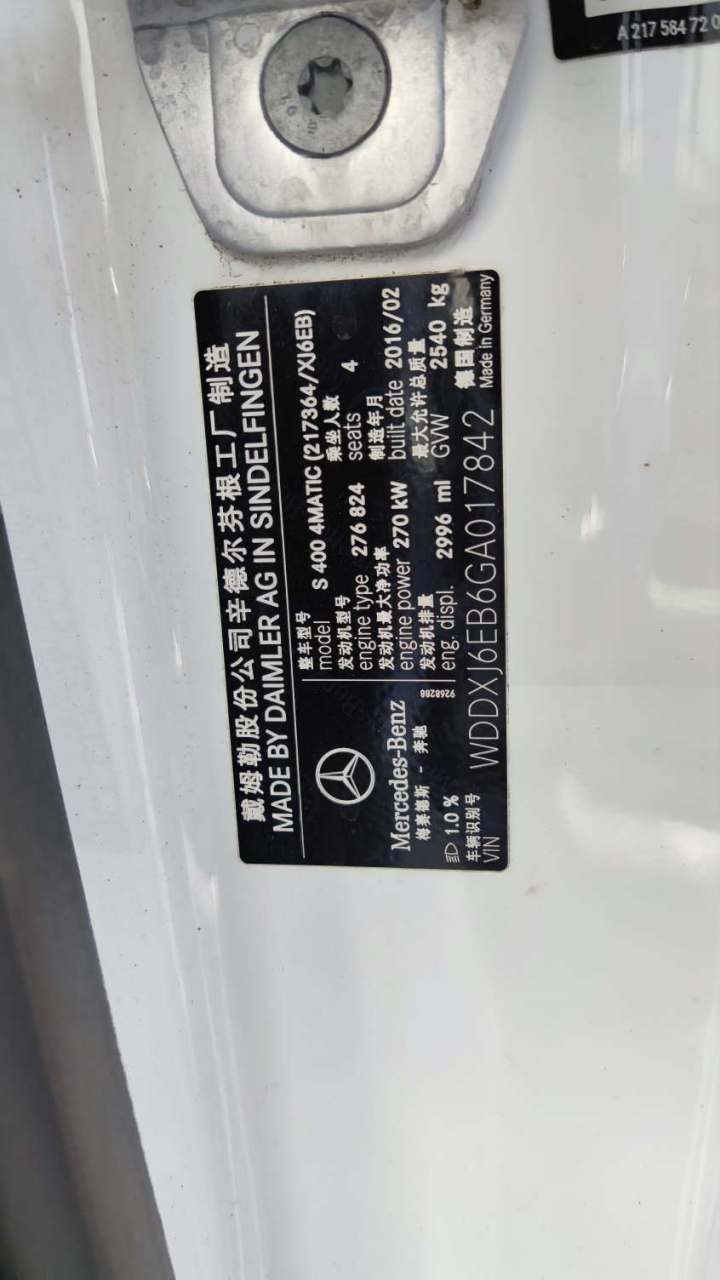 A 217 584 72 0
戴姆勒股份公司辛德尔芬根工厂制造
MADE BY DAIMLER AG IN SINDELFINGEN
整车型号
model S 400 4MATIC (217364/XJ6EB)
发动机型号 乘坐人数
engine type 276 824 seats 4
发动机最大净功率 制造年月
engine power 270 kW built date 2016/02
发动机排量 最大允许总质量
eng. displ. 2996 ml GVW 2540 kg
Mercedes-Benz
梅赛德斯 - 奔驰
9268288
1.0 %
车辆识别号 德国制造
VIN WDDXJ6EB6GA017842 Made in Germany